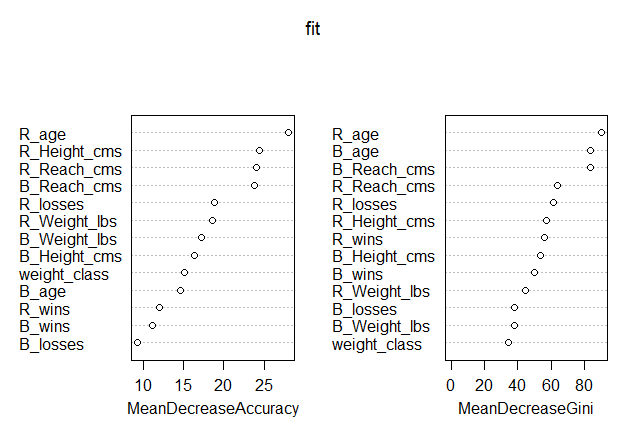 fit
R_age
R_Height_cms
R_Reach_cms
B_Reach_cms
R_losses
R_Weight_lbs
B_Weight_lbs
B_Height_cms
weight_class
B_age
R_wins
B_wins
B_losses
10 15 20 25
MeanDecreaseAccuracy
R_age
B_age
B_Reach_cms
R_Reach_cms
R_losses
R_Height_cms
R_wins
B_Height_cms
B_wins
R_Weight_lbs
B_losses
B_Weight_lbs
weight_class
0 20 40 60 80
MeanDecreaseGini